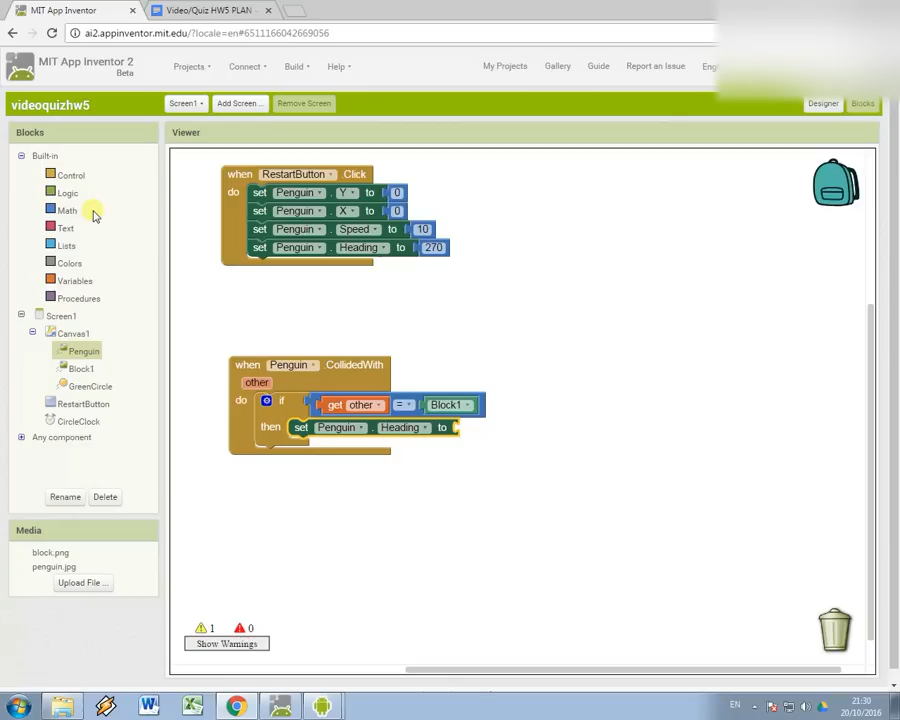 MIT App Inventor
Video/Quiz HW5 PLAN -
ai2.appinventor.mit.edu/?locale=en#6511166042669056
MIT App Inventor 2
Beta
Projects
Connect
Build
Help
My Projects
Gallery
Guide
Report an Issue
videoquizhw5
Screen1
Add Screen ...
Remove Screen
Designer
Blocks
Blocks
Viewer
Built-in
Control
Logic
Math
Text
Lists
Colors
Variables
Procedures
Screen1
Canvas1
Penguin
Block1
GreenCircle
RestartButton
CircleClock
Any component
Rename
Delete
Media
block.png
penguin.jpg
Upload File ...
when RestartButton .Click
do set Penguin . Y to 0
set Penguin . X to 0
set Penguin . Speed to 10
set Penguin . Heading to 270
when Penguin .CollidedWith
other
do if get other = Block1
then set Penguin . Heading to
1 0
Show Warnings
EN
21:30
20/10/2016